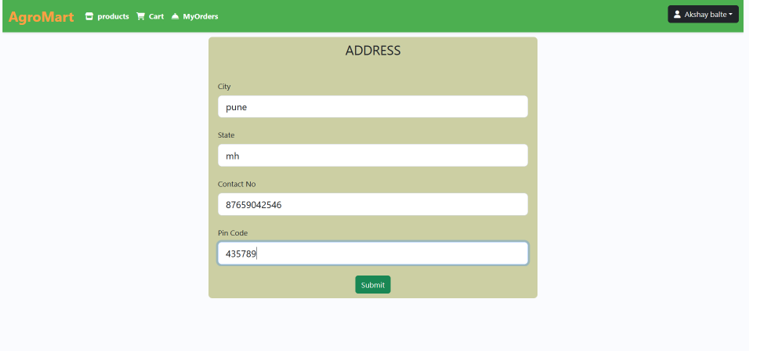 AgroMart products Cart MyOrders Akshay balte
ADDRESS
City
pune
State
mh
Contact No
87659042546
Pin Code
435789
Submit